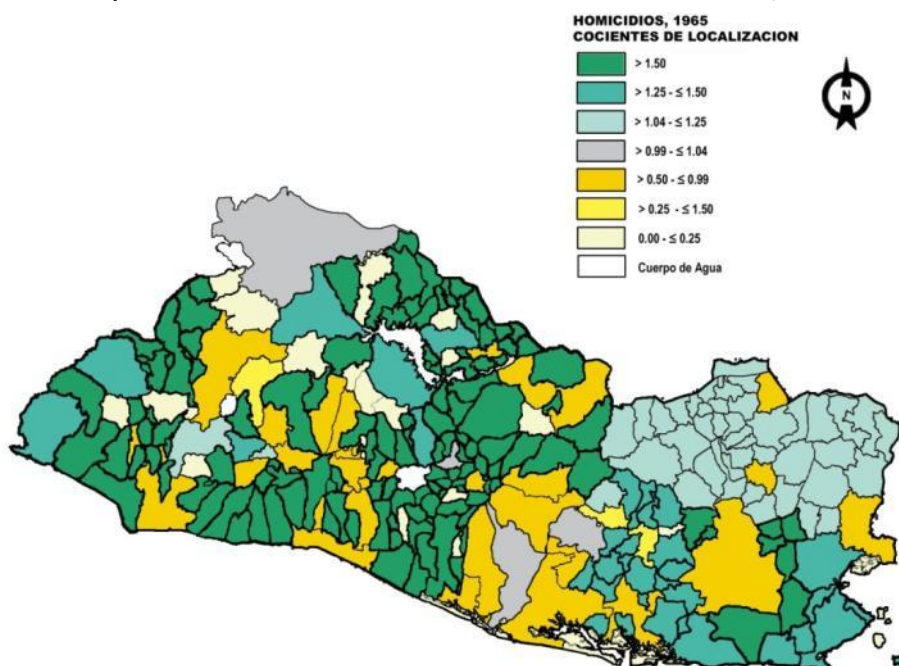 HOMICIDIOS, 1965
COCIENTES DE LOCALIZACION
> 1.50
> 1.25 - ≤ 1.50
> 1.04 - ≤ 1.25
> 0.99 - ≤ 1.04
> 0.50 - ≤ 0.99
> 0.25 - ≤ 1.50
0.00 - ≤ 0.25
Cuerpo de Agua
N